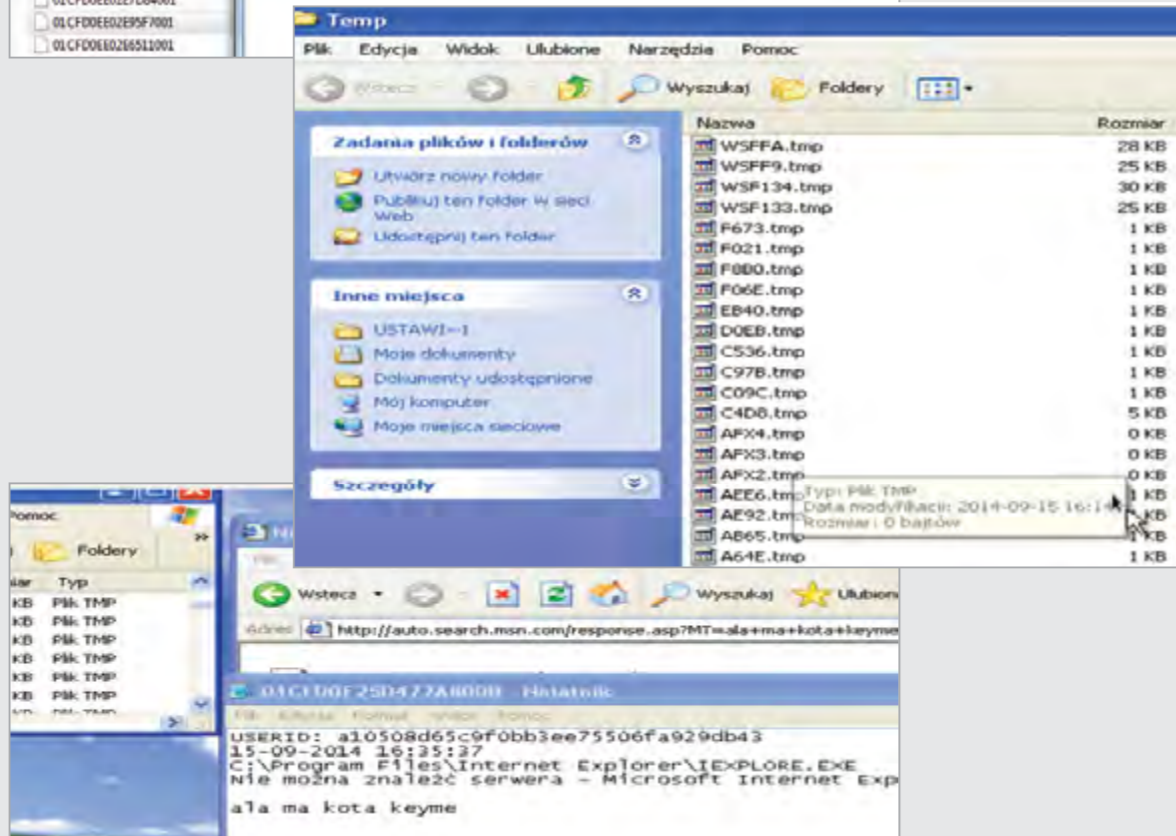 01CFD0EE02E95F7001
01CFD0EE02E6511001
Temp
Plik Edycja Widok Ulubione Narzędzia Pomoc
Wstecz Wyszukaj Foldery
Nazwa Rozmiar
Zadania plików i folderów
Utwórz nowy folder
Publikuj ten folder w sieci
Web
Udostępnij ten folder
Inne miejsca
USTAWI~1
Moje dokumenty
Dokumenty udostępnione
Mój komputer
Moje miejsca sieciowe
Szczegóły
WSFFA.tmp 28 KB
WSFF9.tmp 25 KB
WSF134.tmp 30 KB
WSF133.tmp 25 KB
F673.tmp 1 KB
F021.tmp 1 KB
F8B0.tmp 1 KB
F06E.tmp 1 KB
EB40.tmp 1 KB
D0EB.tmp 1 KB
C536.tmp 1 KB
C97B.tmp 1 KB
C09C.tmp 1 KB
C4D8.tmp 5 KB
AFX4.tmp 0 KB
AFX3.tmp 0 KB
AFX2.tmp 0 KB
AEE6.tmp 1 KB
AE92.tmp KB
AB65.tmp 1 KB
A64E.tmp 1 KB
Typ: Plik TMP
Data modyfikacji: 2014-09-15 16:14
Rozmiar: 0 bajtów
Pomoc
Foldery
Typ
KB Plik TMP
KB Plik TMP
KB Plik TMP
KB Plik TMP
KB Plik TMP
KB Plik TMP
Wstecz Wyszukaj Ulubion
Adres http://auto.search.msn.com/response.asp?MT=ala+ma+kota+keyme
Notatnik
Plik Edycja Format Widok Pomoc
USERID: a10508d65c9f0bb3ee75506fa929db43
15-09-2014 16:35:37
C:\Program Files\Internet Explorer\IEXPLORE.EXE
Nie można znaleźć serwera - Microsoft Internet Exp
ala ma kota keyme